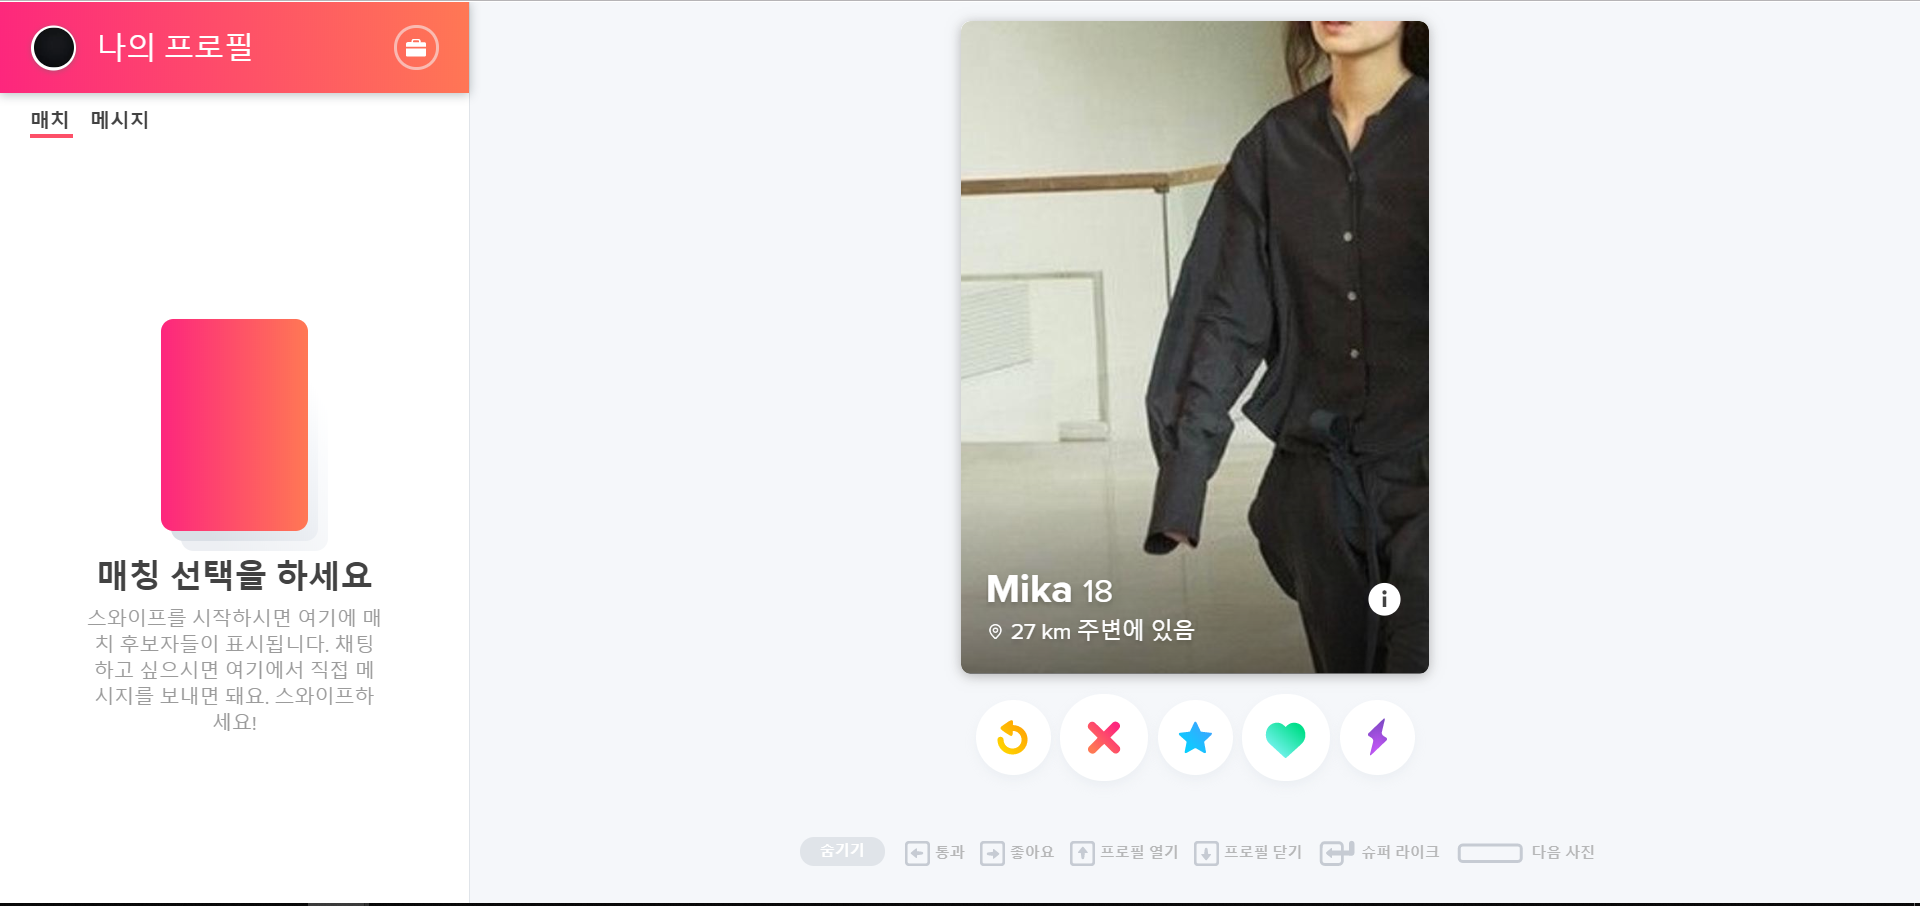 나의 프로필
매치 메시지
매칭 선택을 하세요
스와이프를 시작하시면 여기에 매
치 후보자들이 표시됩니다. 채팅
하고 싶으시면 여기에서 직접 메
시지를 보내면 돼요. 스와이프하
세요!
Mika 18
27 km 주변에 있음
숨기기 통과 좋아요 프로필 열기 프로필 닫기 슈퍼 라이크 다음 사진